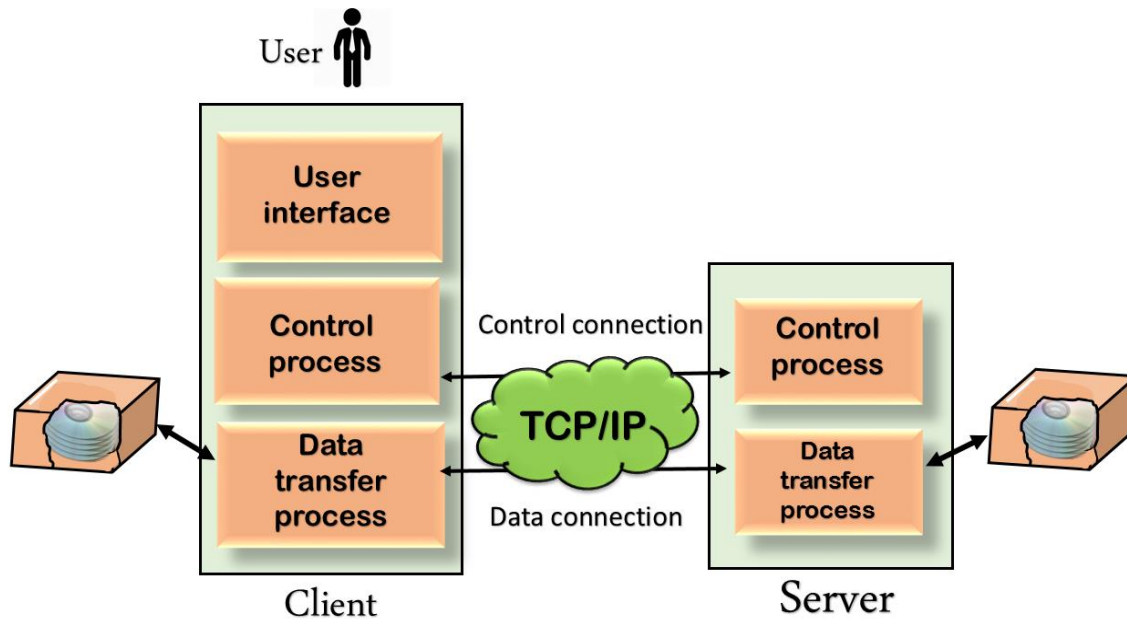 User
User
interface
Control
process
Data
transfer
process
Client
Control connection
TCP/IP
Data connection
Control
process
Data
transfer
process
Server